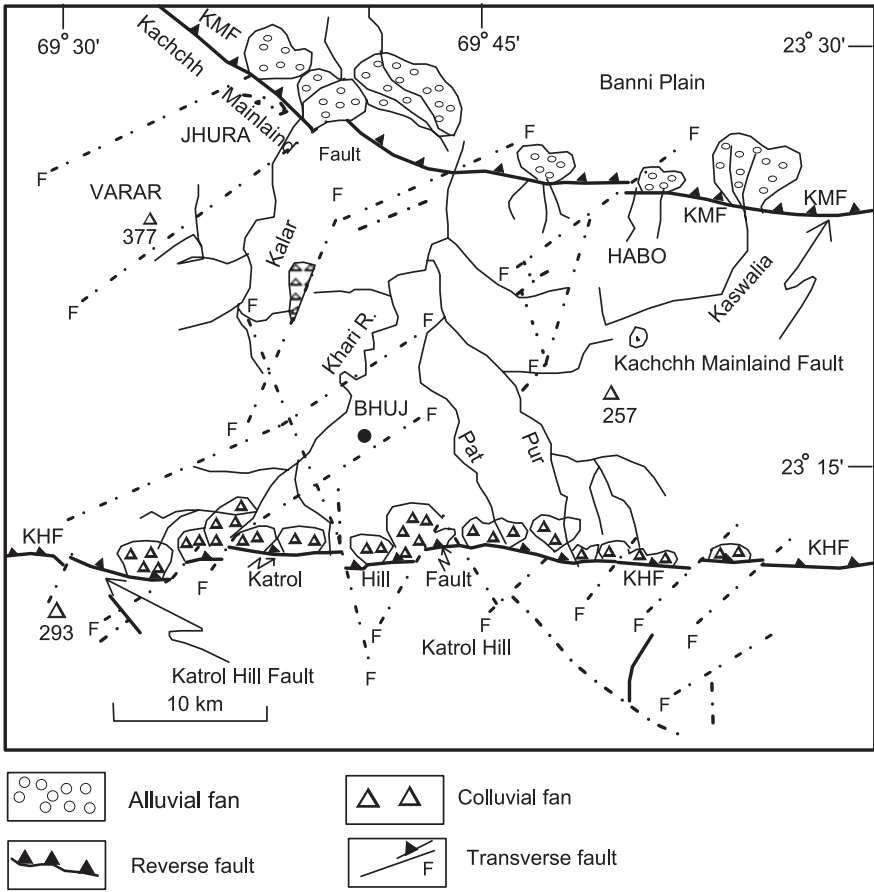 69° 30'
KMF
69° 45'
23° 30'
Kachchh
Mainlaind
Fault
Banni Plain
JHURA
F
F
F
F
VARAR
377
KMF
KMF
HABO
Kalar
Kaswalia
F
F
F
F
Khari R.
F
Kachchh Mainlaind Fault
257
BHUJ
F
F
Pat
Pur
23° 15'
KHF
KHF
Katrol
Hill
Fault
KHF
F
F
F
F
F
F
F
293
Katrol Hill
F
F
Katrol Hill Fault
10 km
Alluvial fan
Colluvial fan
Reverse fault
F
Transverse fault